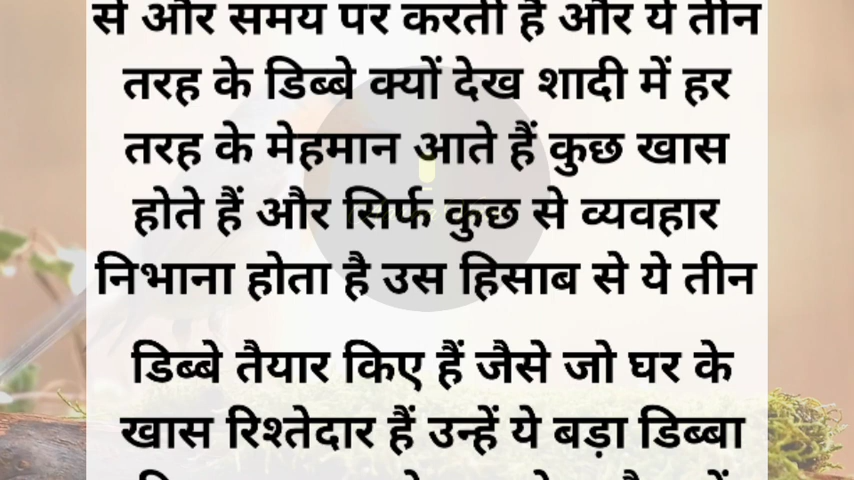 से और समय पर करती है और ये तीन
तरह के डिब्बे क्यों देख शादी में हर
तरह के मेहमान आते हैं कुछ खास
होते हैं और सिर्फ कुछ से व्यवहार
निभाना होता है उस हिसाब से ये तीन
डिब्बे तैयार किए हैं जैसे जो घर के
खास रिश्तेदार हैं उन्हें ये बड़ा डिब्बा